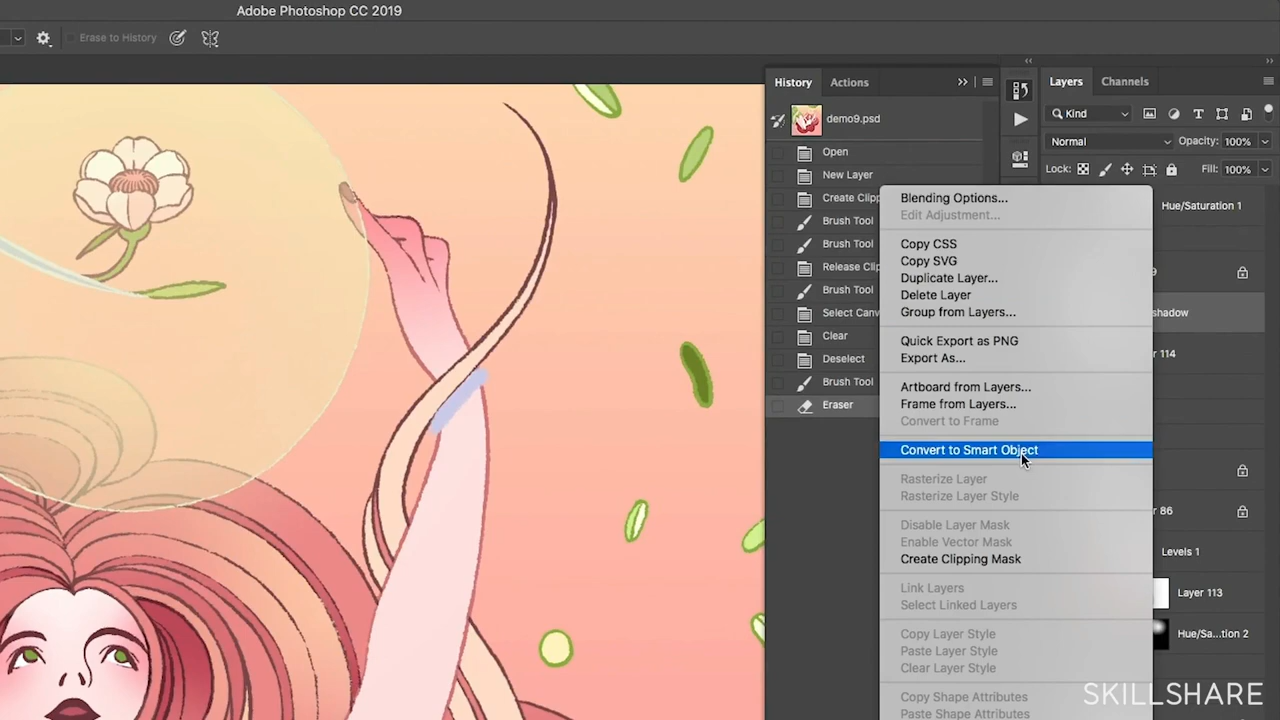 Adobe Photoshop CC 2019
Erase to History
History
Actions
Layers
Channels
demo9.psd
Kind
Normal
Opacity: 100%
Lock:
Fill: 100%
Open
New Layer
Create Clipp
Brush Tool
Brush Tool
Release Clip
Brush Tool
Select Canv
Clear
Deselect
Brush Tool
Eraser
Blending Options...
Edit Adjustment...
Copy CSS
Copy SVG
Duplicate Layer...
Delete Layer
Group from Layers...
Quick Export as PNG
Export As...
Artboard from Layers...
Frame from Layers...
Convert to Frame
Convert to Smart Object
Rasterize Layer
Rasterize Layer Style
Disable Layer Mask
Enable Vector Mask
Create Clipping Mask
Link Layers
Select Linked Layers
Copy Layer Style
Paste Layer Style
Clear Layer Style
Copy Shape Attributes
Paste Shape Attributes
Hue/Saturation 1
9
shadow
r 114
r 86
Levels 1
Layer 113
Hue/Sa...tion 2
SKILLSHARE